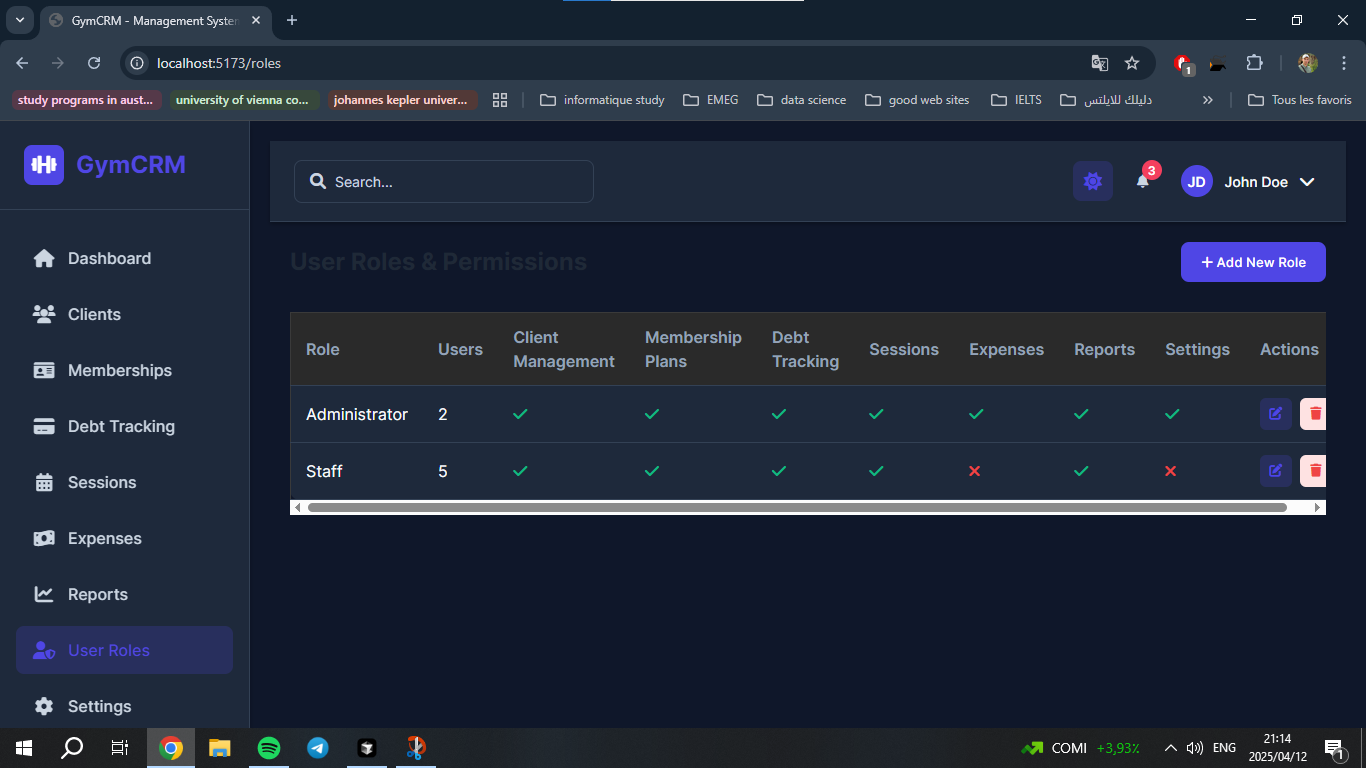 GymCRM - Management System
localhost:5173/roles
1
study programs in aust...
university of vienna co...
johannes kepler univer...
informatique study
EMEG
data science
good web sites
IELTS
دليلك للايلتس
Tous les favoris
GymCRM
Search...
3
JD
John Doe
Dashboard
Clients
Memberships
Debt Tracking
Sessions
Expenses
Reports
User Roles
Settings
User Roles & Permissions
+ Add New Role
Role Users Client Management Membership Plans Debt Tracking Sessions Expenses Reports Settings Actions
Administrator 2
Staff 5
COMI +3,93%
ENG
21:14
2025/04/12
1